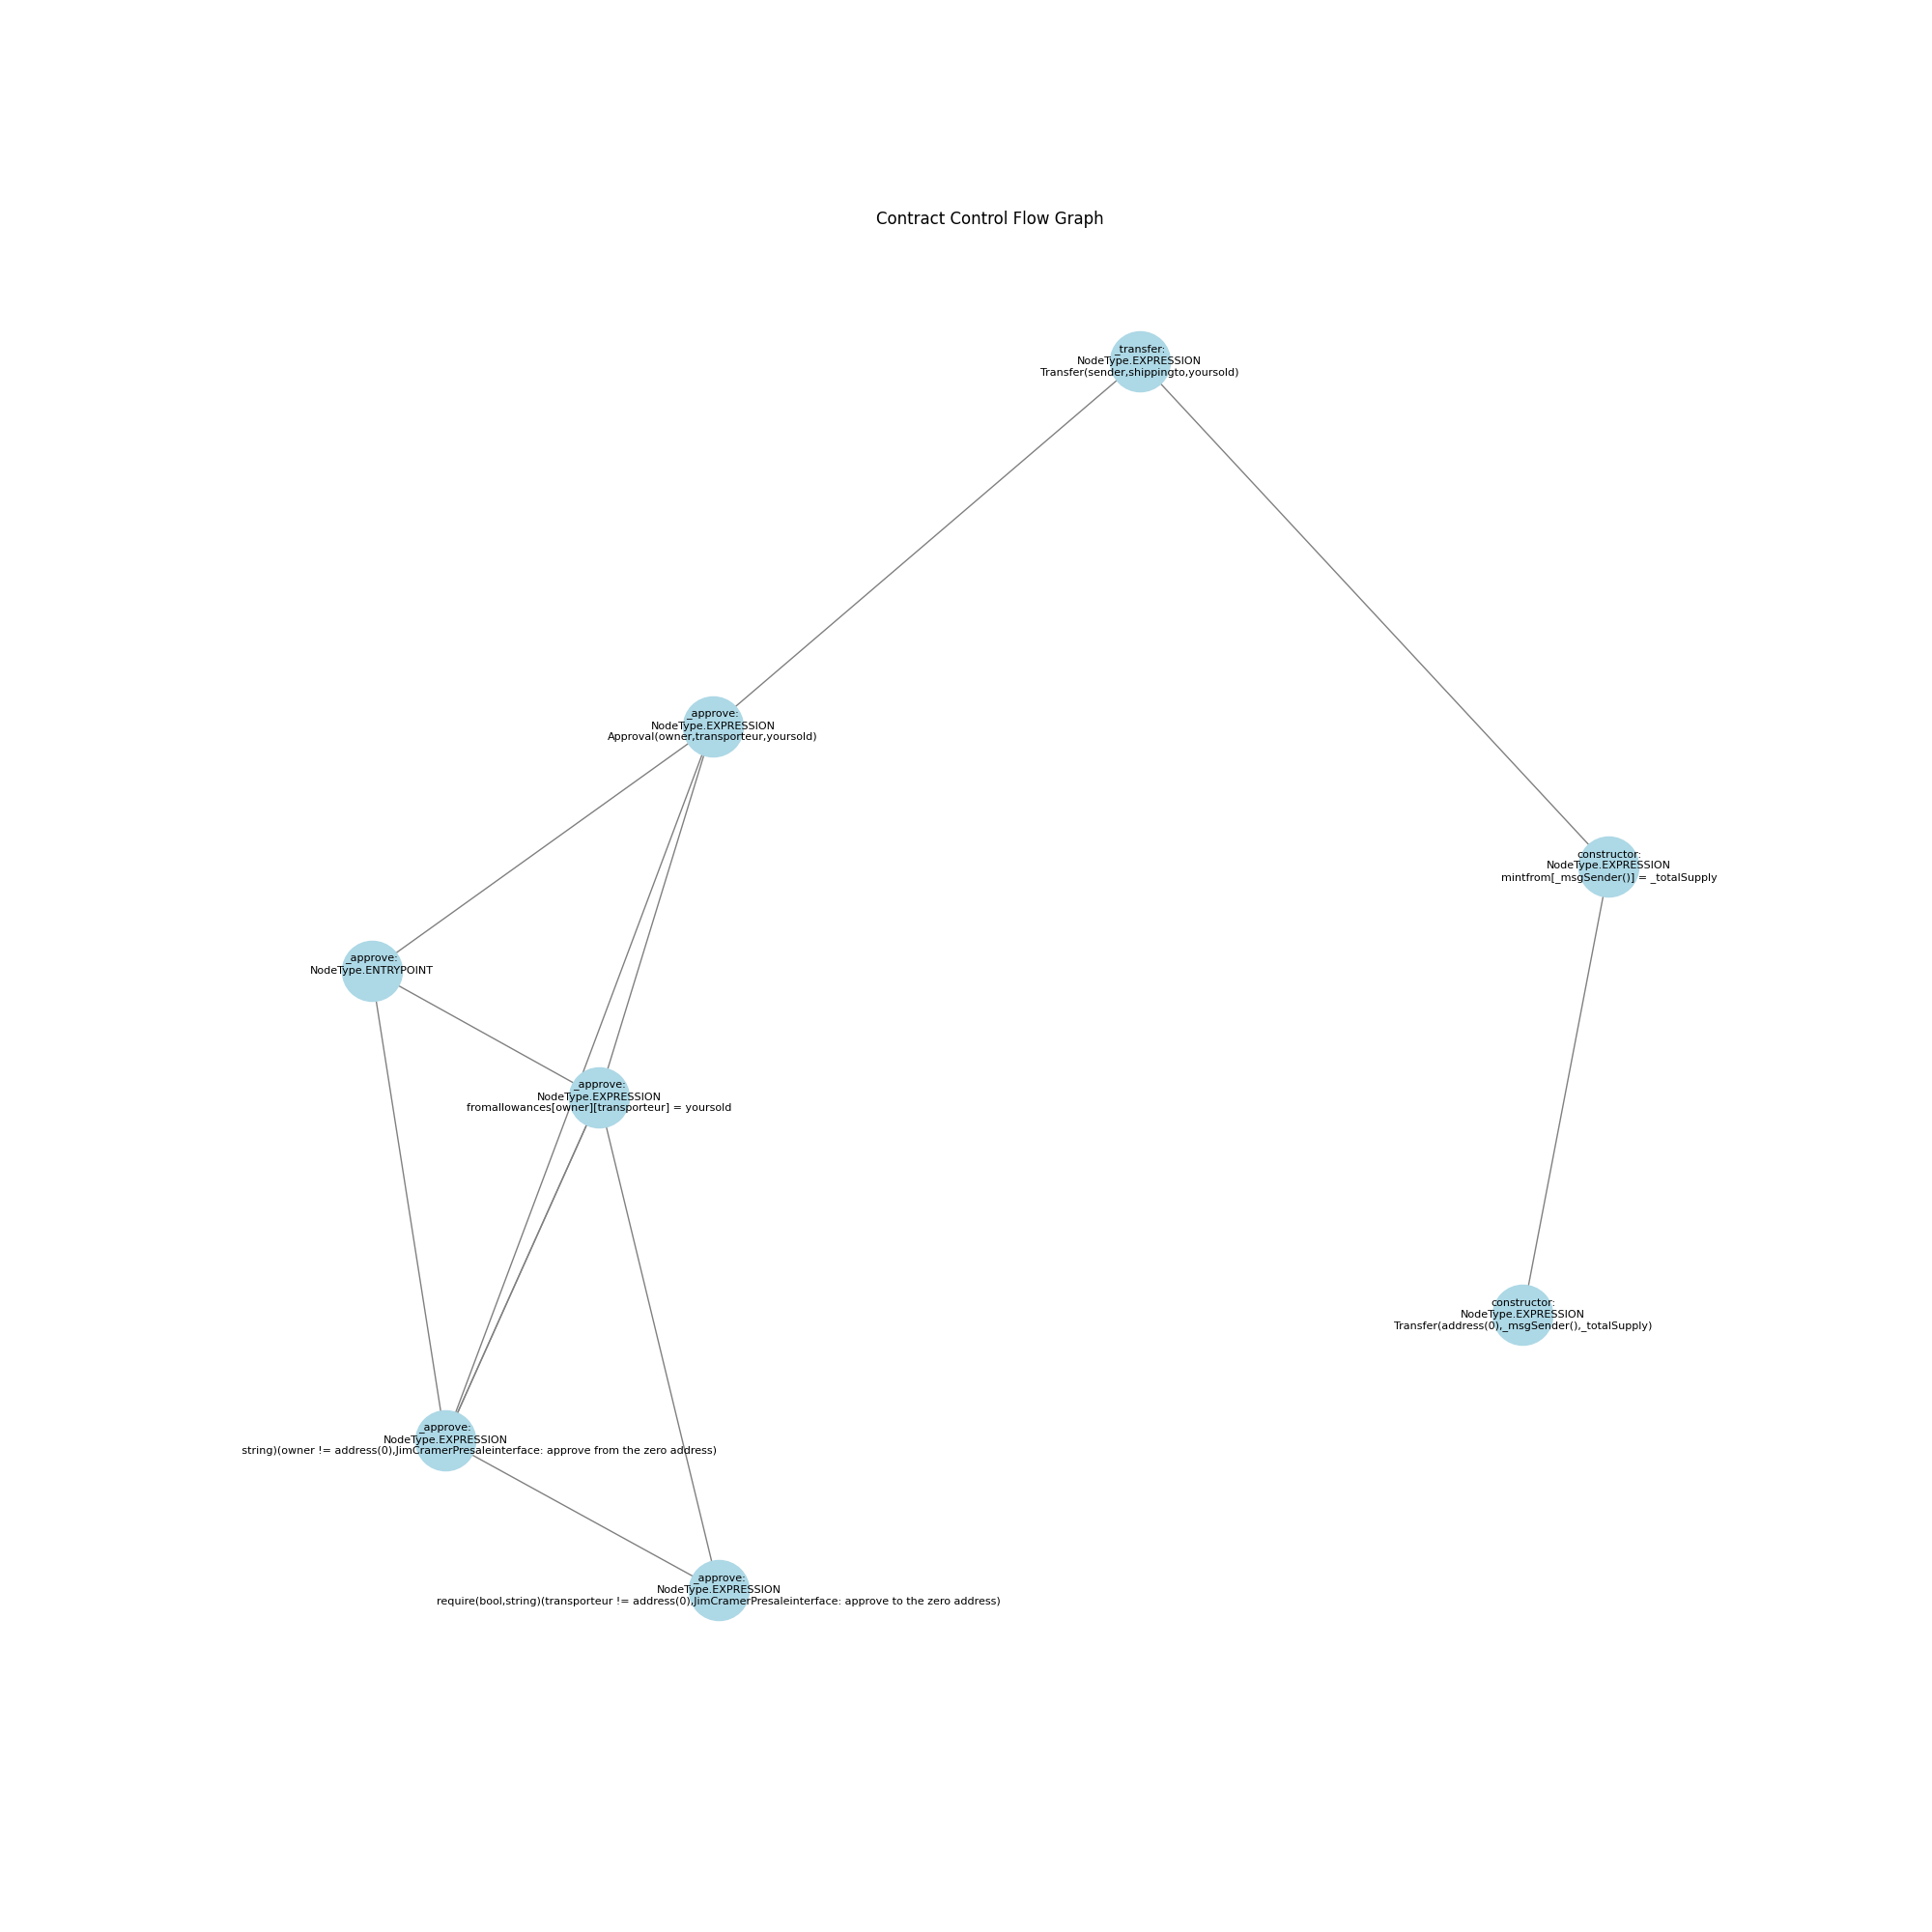 Contract Control Flow Graph
_transfer:
NodeType.EXPRESSION
Transfer(sender,shippingto,yoursold)
_approve:
NodeType.EXPRESSION
Approval(owner,transporteur,yoursold)
constructor:
NodeType.EXPRESSION
mintfrom[_msgSender()] = _totalSupply
_approve:
NodeType.ENTRYPOINT
_approve:
NodeType.EXPRESSION
fromallowances[owner][transporteur] = yoursold
constructor:
NodeType.EXPRESSION
Transfer(address(0),_msgSender(),_totalSupply)
_approve:
NodeType.EXPRESSION
string)(owner != address(0),JimCramerPresaleinterface: approve from the zero address)
_approve:
NodeType.EXPRESSION
require(bool,string)(transporteur != address(0),JimCramerPresaleinterface: approve to the zero address)